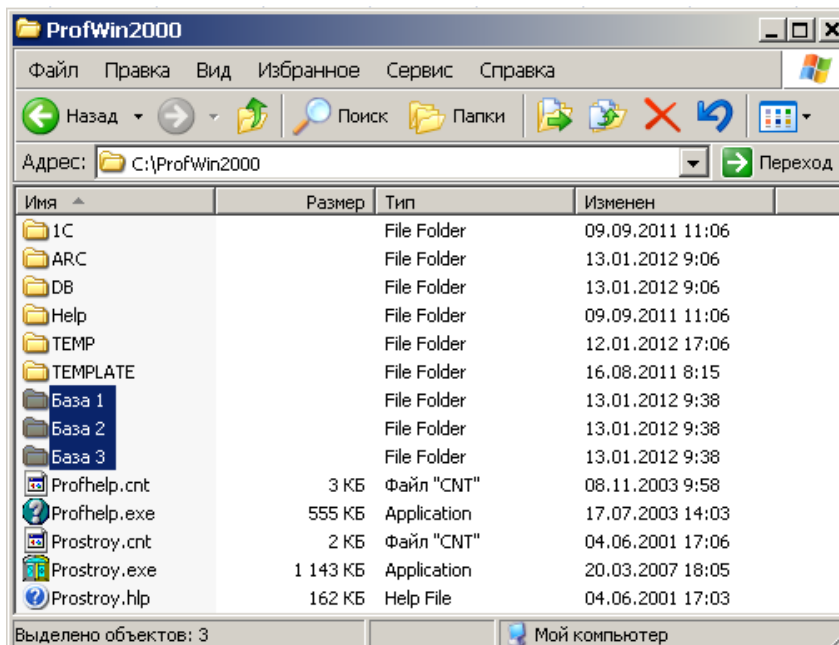 ProfWin2000
Файл Правка Вид Избранное Сервис Справка
Назад Поиск Папки
Адрес: C:\ProfWin2000 Переход
Имя Размер Тип Изменен
1C File Folder 09.09.2011 11:06
ARC File Folder 13.01.2012 9:06
DB File Folder 13.01.2012 9:06
Help File Folder 09.09.2011 11:06
TEMP File Folder 12.01.2012 17:06
TEMPLATE File Folder 16.08.2011 8:15
База 1 File Folder 13.01.2012 9:38
База 2 File Folder 13.01.2012 9:38
База 3 File Folder 13.01.2012 9:38
Profhelp.cnt 3 КБ Файл "CNT" 08.11.2003 9:58
Profhelp.exe 555 КБ Application 17.07.2003 14:03
Prostroy.cnt 2 КБ Файл "CNT" 04.06.2001 17:06
Prostroy.exe 1 143 КБ Application 20.03.2007 18:05
Prostroy.hlp 162 КБ Help File 04.06.2001 17:03
Выделено объектов: 3 Мой компьютер